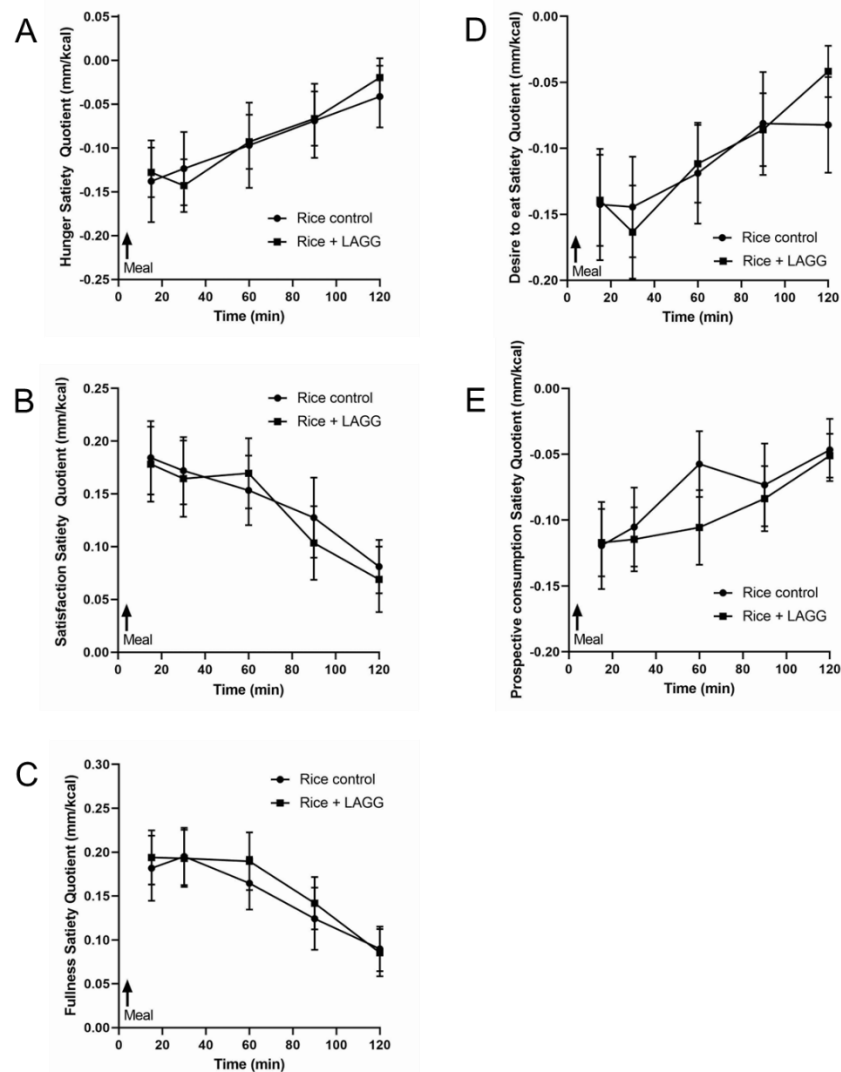 A
Hunger Satiety Quotient (mm/kcal)
0.05
0.00
-0.05
-0.10
-0.15
-0.20
-0.25
Rice control
Rice + LAGG
Meal
0 20 40 60 80 100 120
Time (min)
B
Satisfaction Satiety Quotient (mm/kcal)
0.25
0.20
0.15
0.10
0.05
0.00
Rice control
Rice + LAGG
Meal
0 20 40 60 80 100 120
Time (min)
C
Fullness Satiety Quotient (mm/kcal)
0.30
0.25
0.20
0.15
0.10
0.05
0.00
Rice control
Rice + LAGG
Meal
0 20 40 60 80 100 120
Time (min)
D
Desire to eat Satiety Quotient (mm/kcal)
-0.00
-0.05
-0.10
-0.15
-0.20
Rice control
Rice + LAGG
Meal
0 20 40 60 80 100 120
Time (min)
E
Prospective consumption Satiety Quotient (mm/kcal)
-0.00
-0.05
-0.10
-0.15
-0.20
Rice control
Rice + LAGG
Meal
0 20 40 60 80 100 120
Time (min)